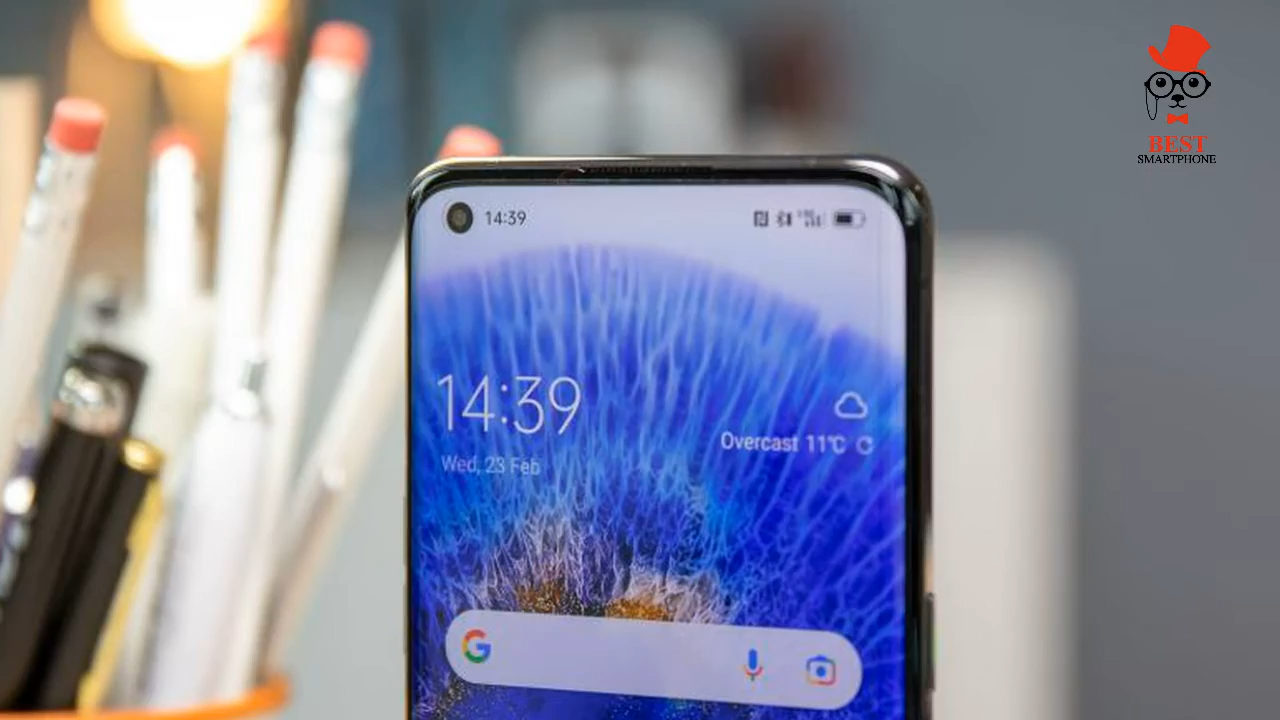 BEST
SMARTPHONE
14:39
14:39
Wed, 23 Feb
Overcast 11°C